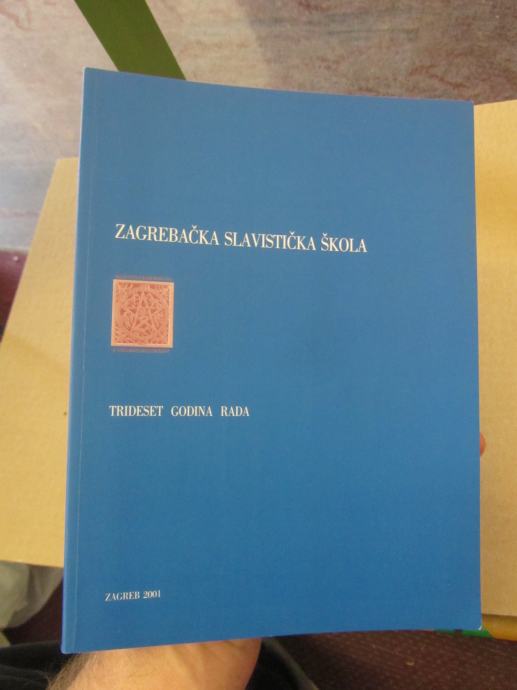 ZAGREBAČKA SLAVISTIČKA ŠKOLA
TRIDESET GODINA RADA
ZAGREB 2001